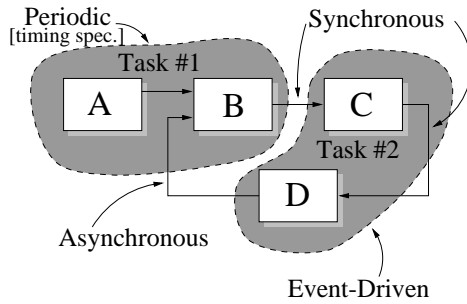 Periodic
[timing spec.]
Synchronous
Task #1
A
B
C
Task #2
D
Asynchronous
Event-Driven